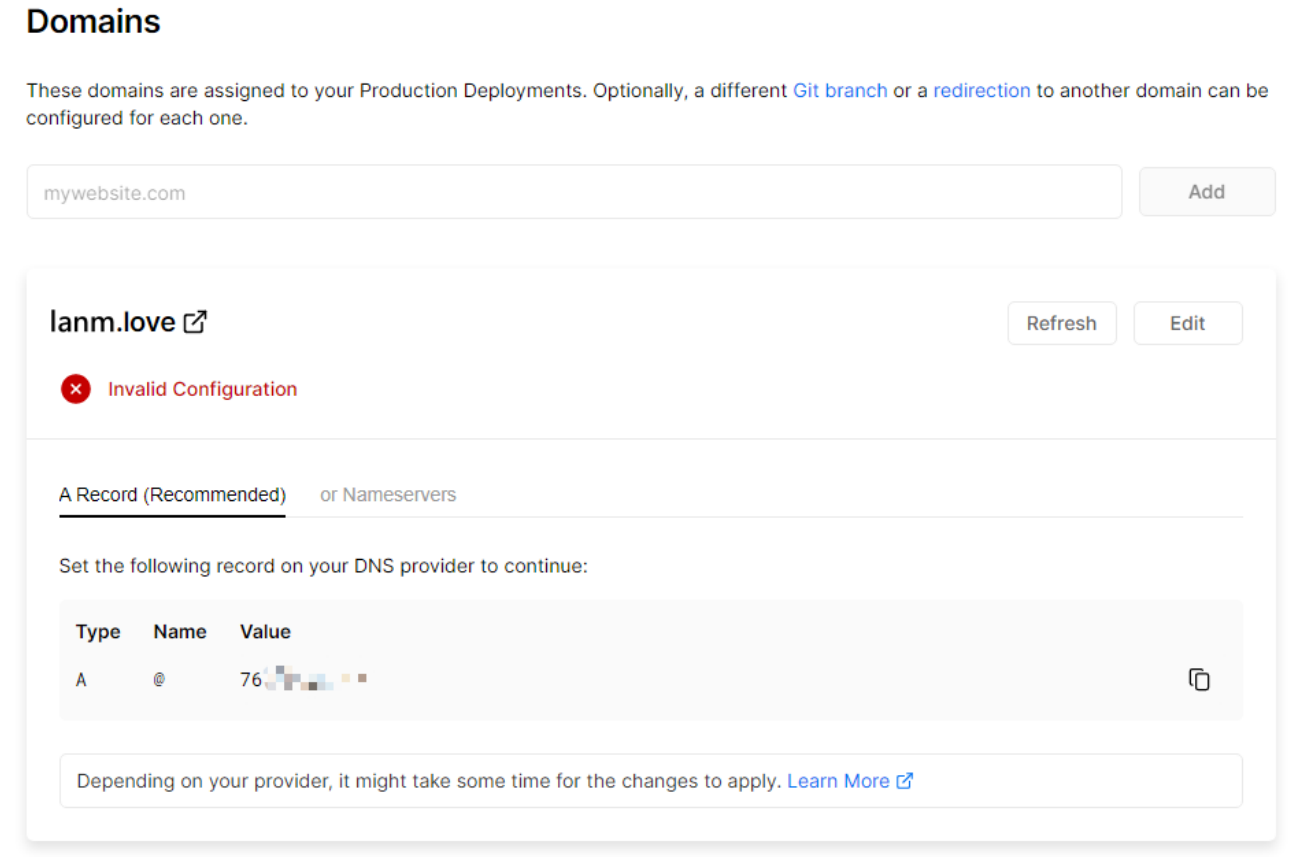 Domains
These domains are assigned to your Production Deployments. Optionally, a different Git branch or a redirection to another domain can be
configured for each one.
mywebsite.com
Add
lanm.love
Refresh
Edit
Invalid Configuration
A Record (Recommended)
or Nameservers
Set the following record on your DNS provider to continue:
Type Name Value
A @ 76
Depending on your provider, it might take some time for the changes to apply. Learn More